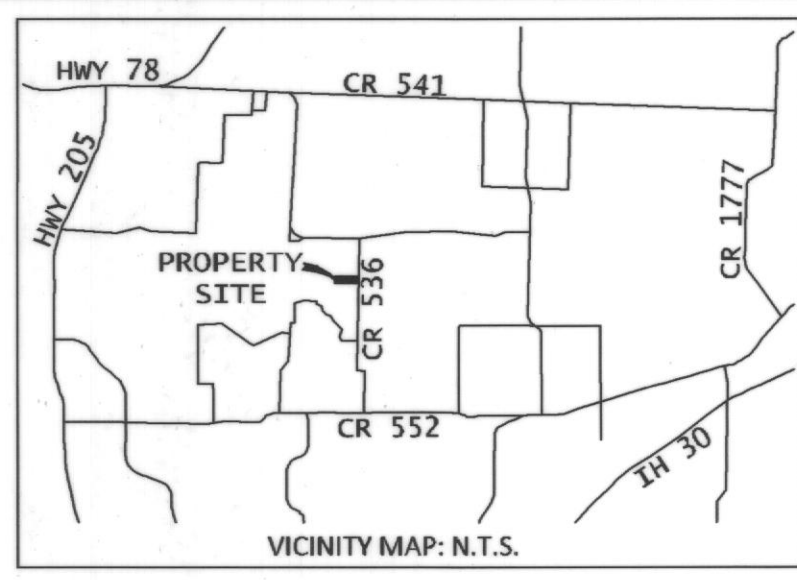 HWY 78
CR 541
HWY 205
CR 1777
PROPERTY
SITE
CR 536
CR 552
IH 30
VICINITY MAP: N.T.S.